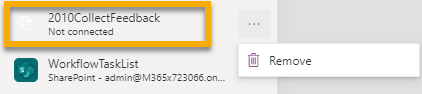 2010CollectFeedback
Not connected
...
Remove
WorkflowTaskList
SharePoint - admin@M365x723066.on...